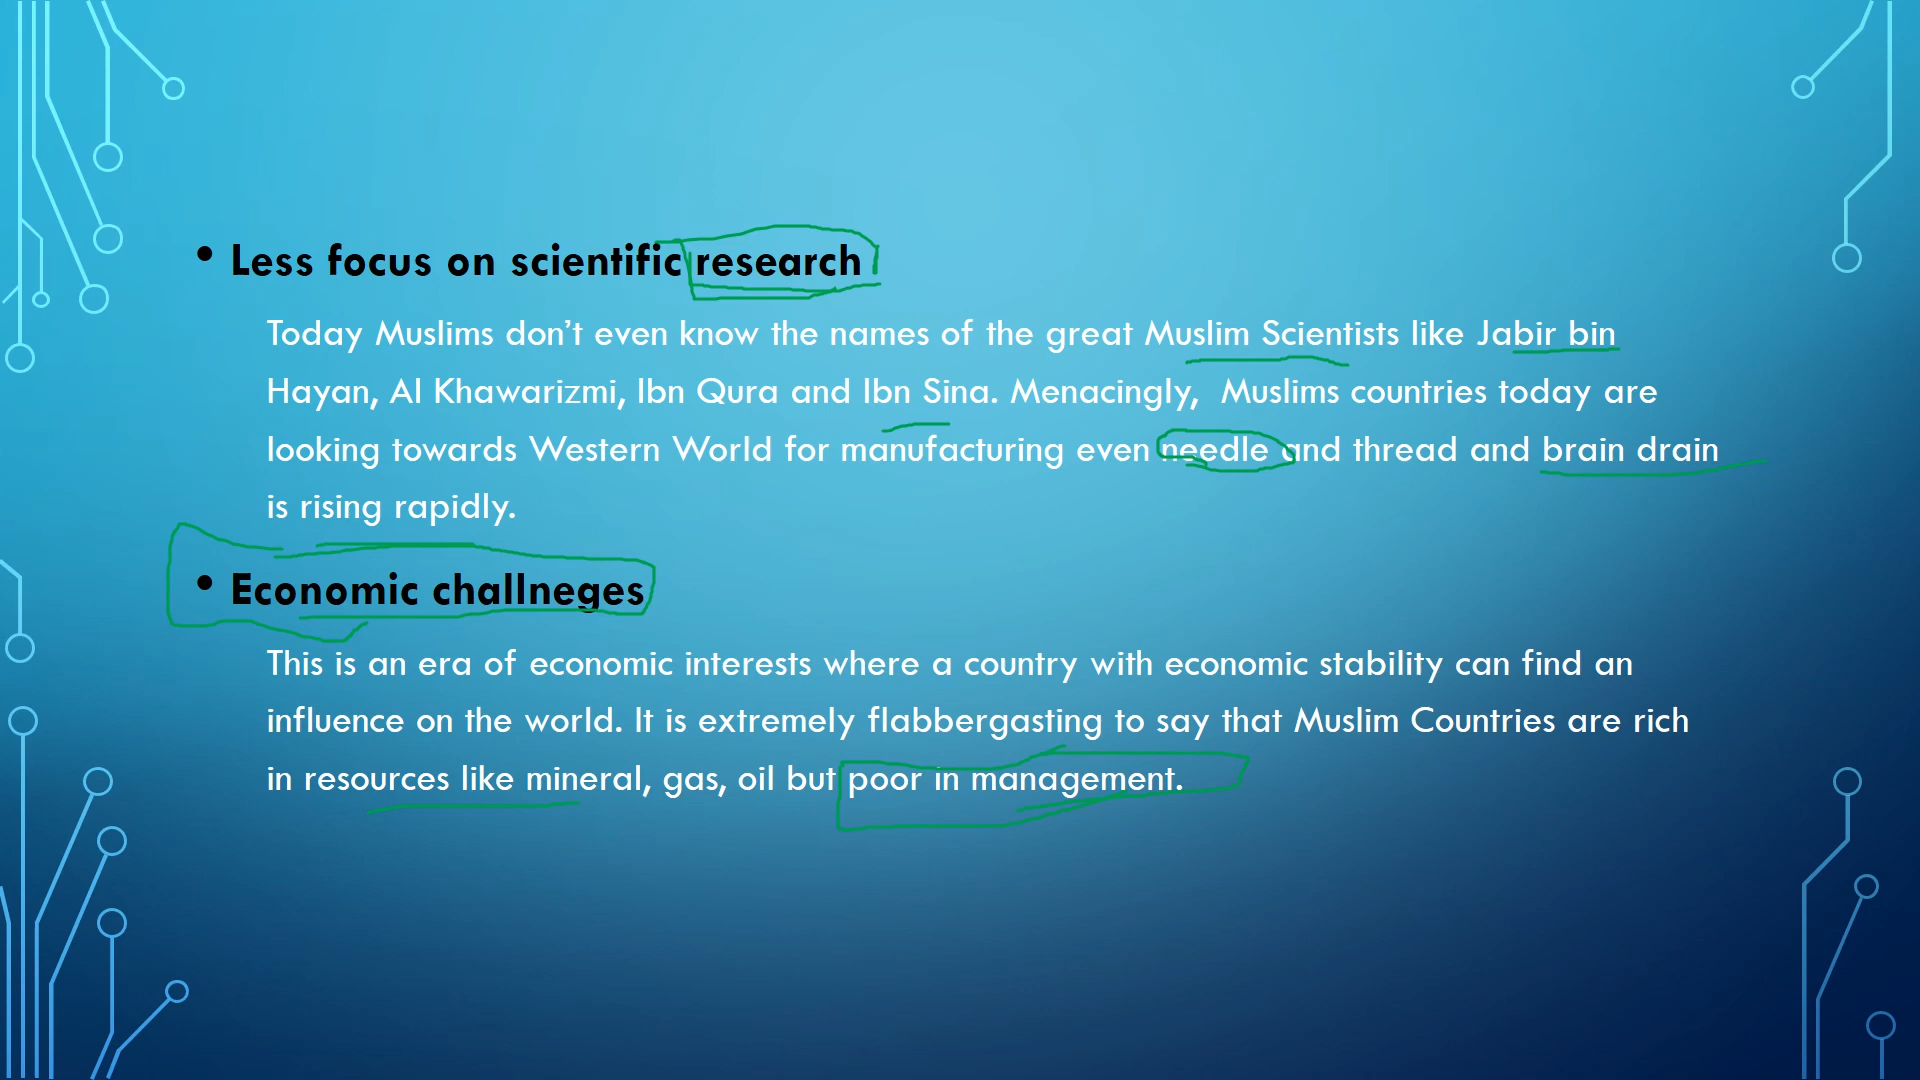 • Less focus on scientific research
Today Muslims don’t even know the names of the great Muslim Scientists like Jabir bin
Hayan, Al Khawarizmi, Ibn Qura and Ibn Sina. Menacingly,  Muslims countries today are
looking towards Western World for manufacturing even needle and thread and brain drain
is rising rapidly.
• Economic challneges
This is an era of economic interests where a country with economic stability can find an
influence on the world. It is extremely flabbergasting to say that Muslim Countries are rich
in resources like mineral, gas, oil but poor in management.